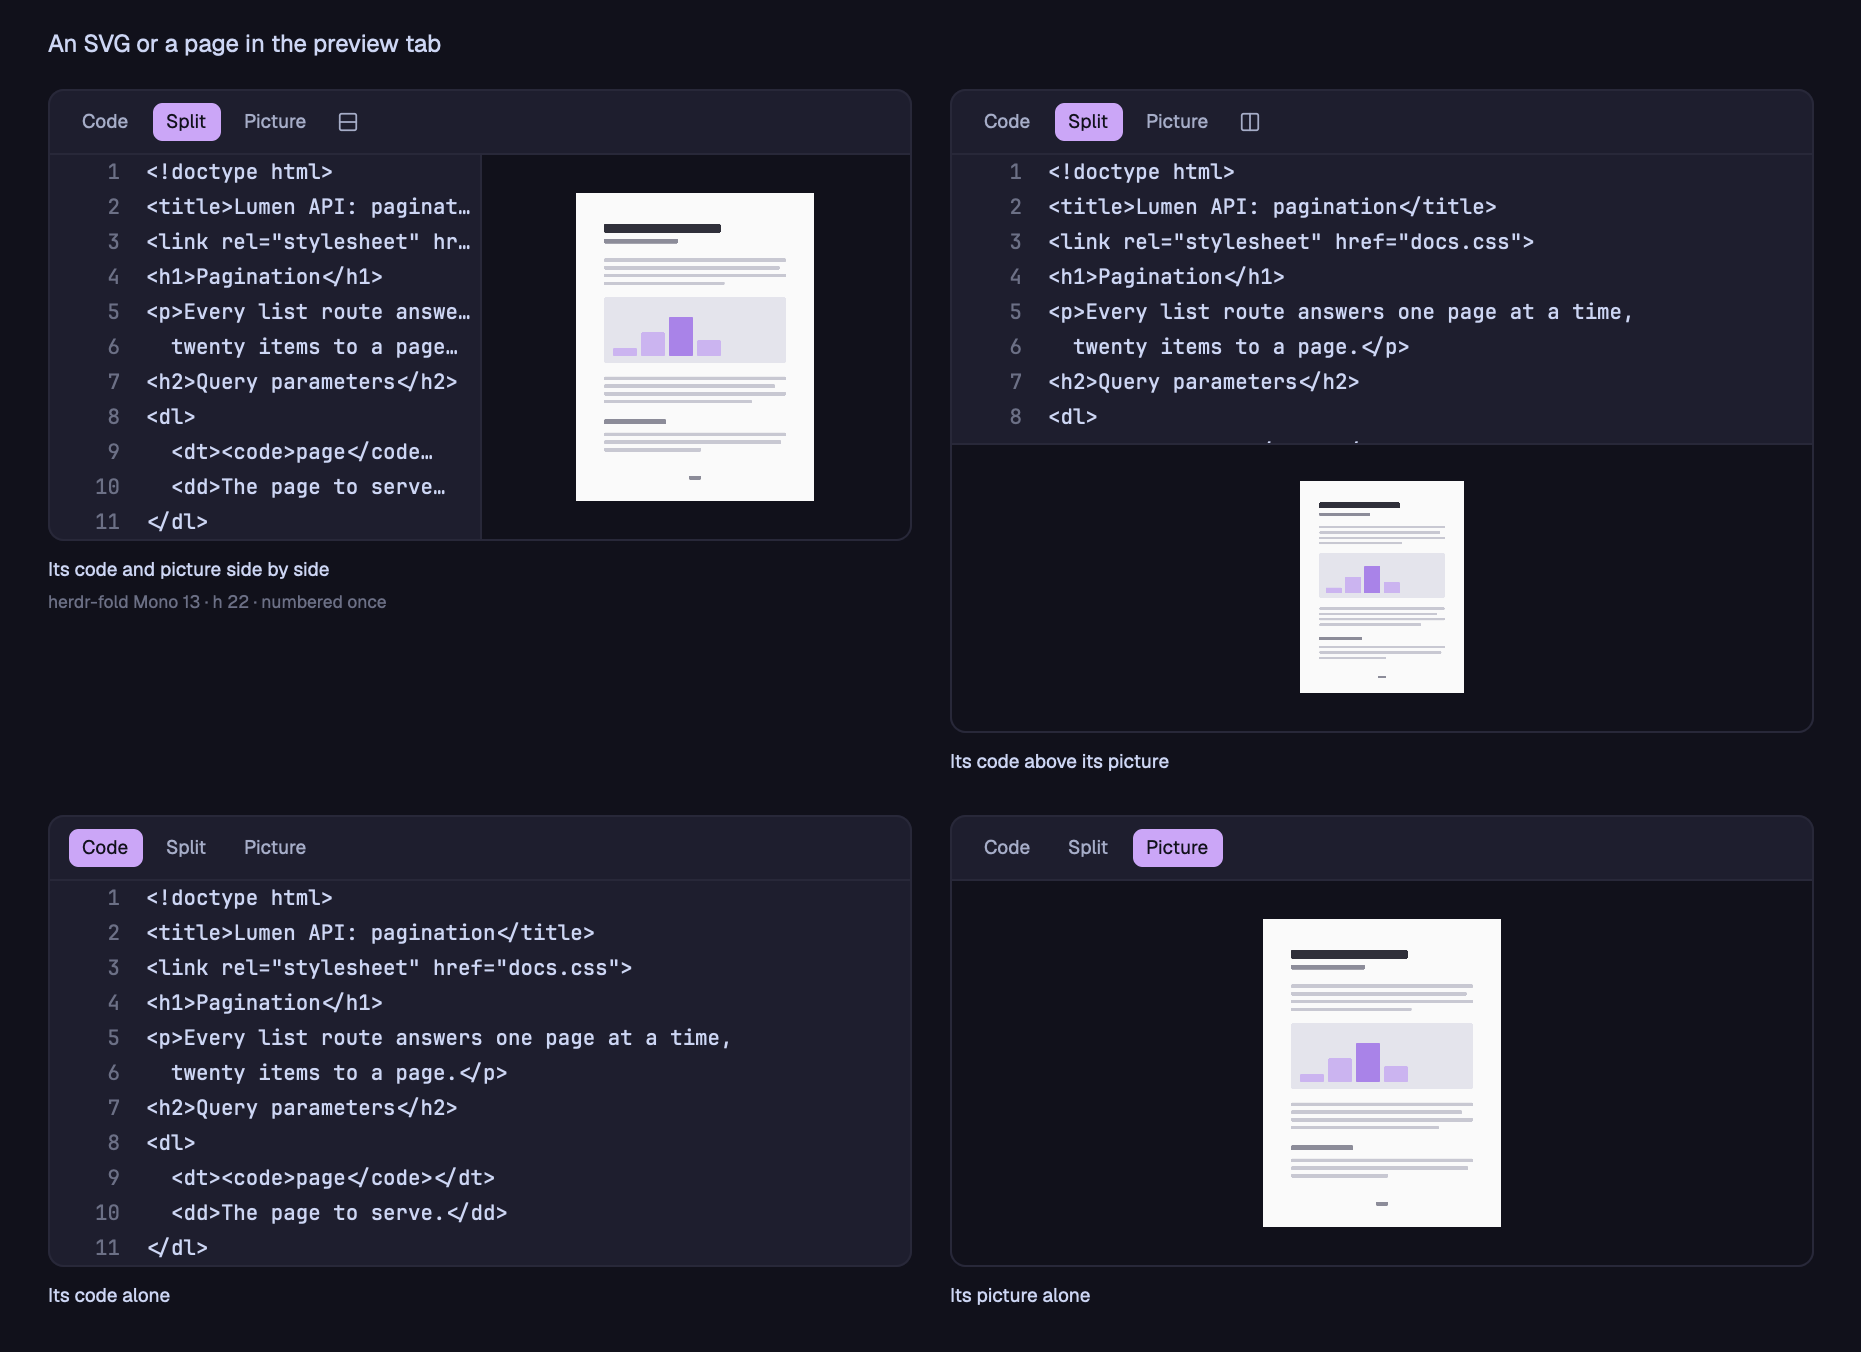 An SVG or a page in the preview tab
Code Split Picture
1 <!doctype html>
2 <title>Lumen API: paginat…
3 <link rel="stylesheet" hr…
4 <h1>Pagination</h1>
5 <p>Every list route answe…
6 twenty items to a page…
7 <h2>Query parameters</h2>
8 <dl>
9 <dt><code>page</code…
10 <dd>The page to serve…
11 </dl>
Its code and picture side by side
herdr-fold Mono 13 · h 22 · numbered once
Code Split Picture
1 <!doctype html>
2 <title>Lumen API: pagination</title>
3 <link rel="stylesheet" href="docs.css">
4 <h1>Pagination</h1>
5 <p>Every list route answers one page at a time,
6 twenty items to a page.</p>
7 <h2>Query parameters</h2>
8 <dl>
Its code above its picture
Code Split Picture
1 <!doctype html>
2 <title>Lumen API: pagination</title>
3 <link rel="stylesheet" href="docs.css">
4 <h1>Pagination</h1>
5 <p>Every list route answers one page at a time,
6 twenty items to a page.</p>
7 <h2>Query parameters</h2>
8 <dl>
9 <dt><code>page</code></dt>
10 <dd>The page to serve.</dd>
11 </dl>
Its code alone
Code Split Picture
Its picture alone